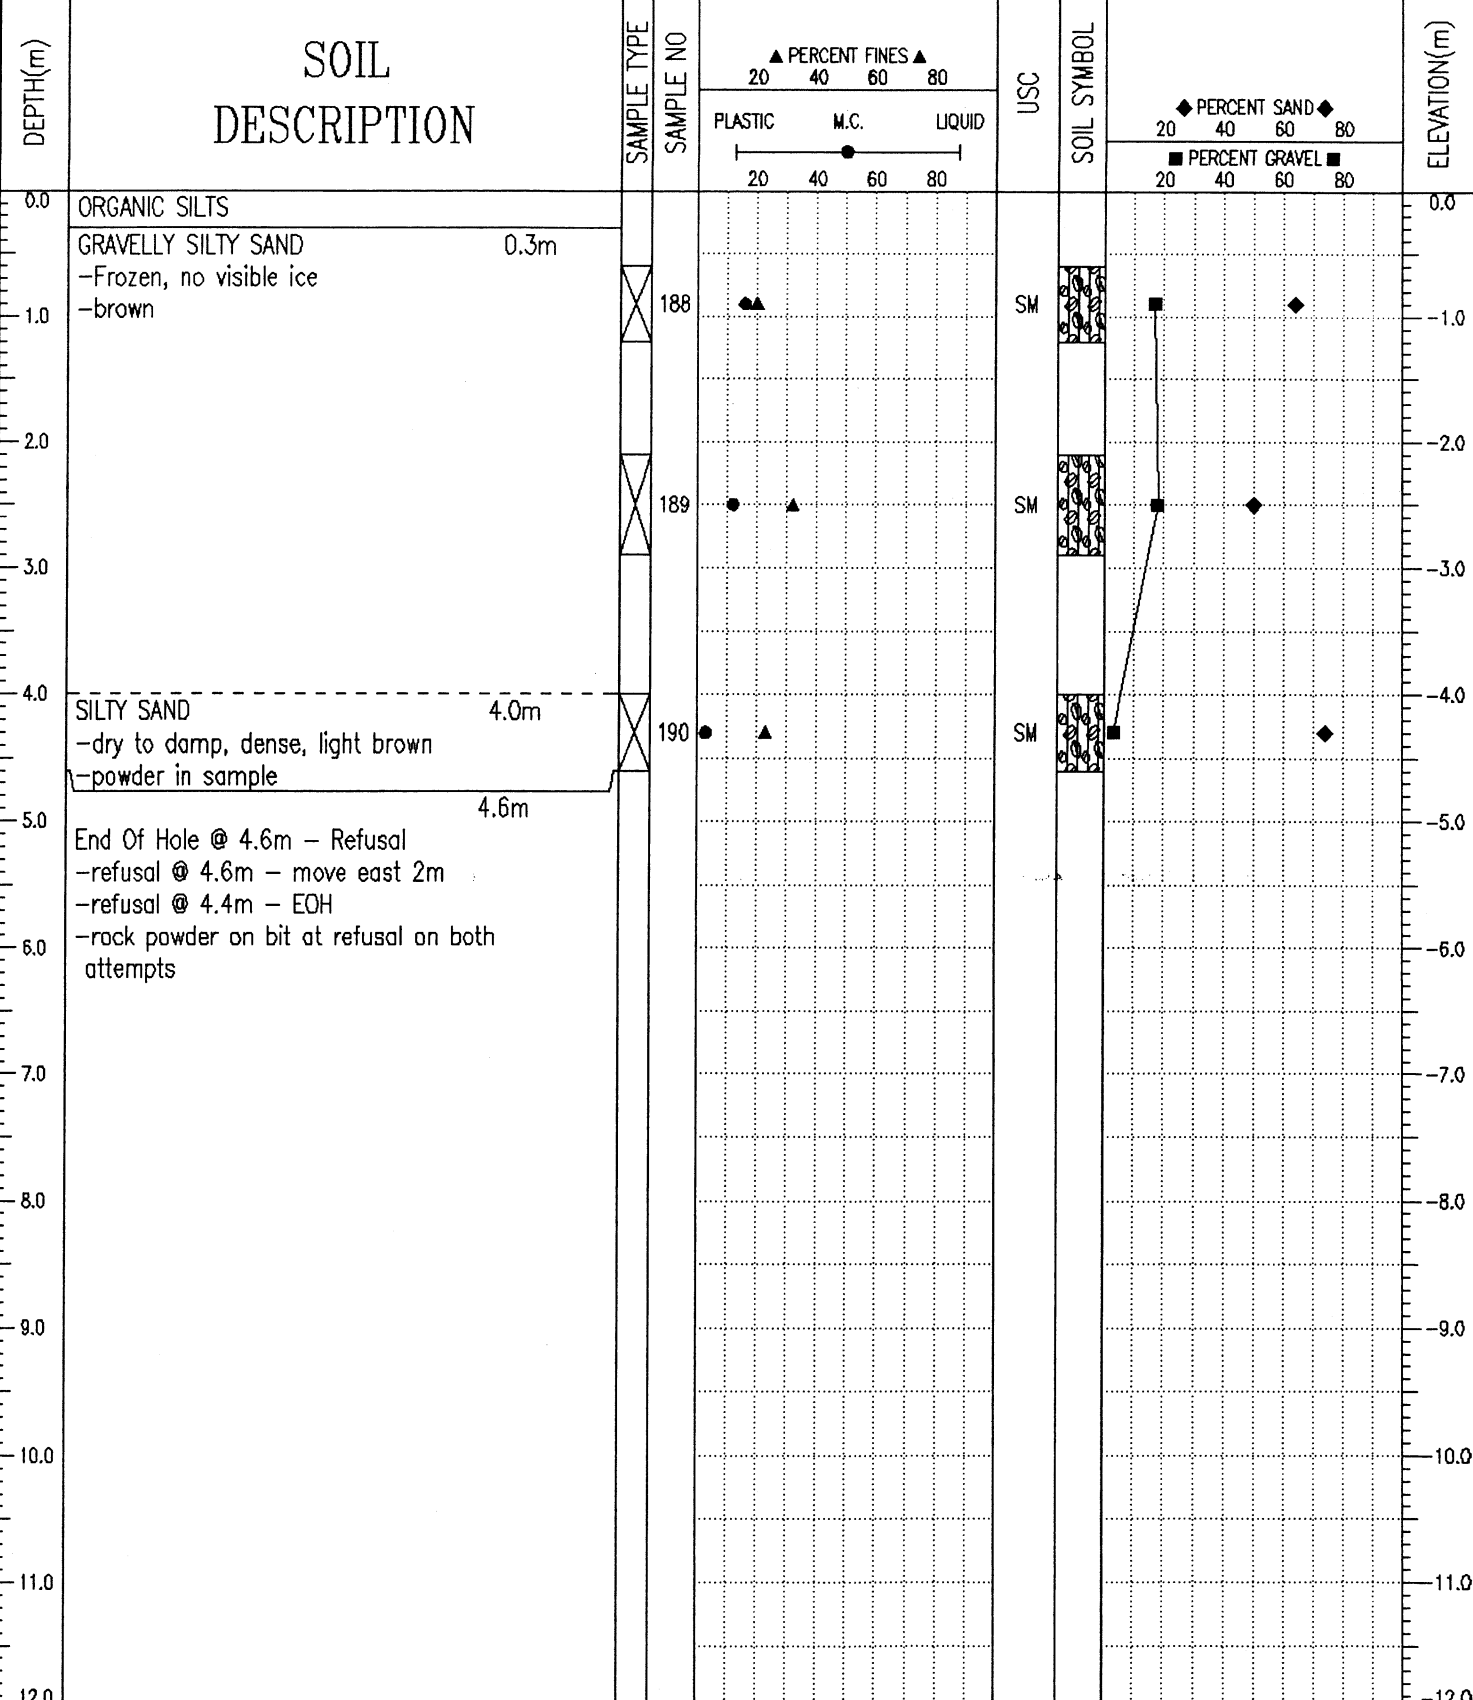 DEPTH(m)
SOIL
DESCRIPTION
SAMPLE TYPE
SAMPLE NO
▲ PERCENT FINES ▲
20 40 60 80
PLASTIC M.C. LIQUID
20 40 60 80
USC
SOIL SYMBOL
◆ PERCENT SAND ◆
20 40 60 80
■ PERCENT GRAVEL ■
20 40 60 80
ELEVATION(m)
0.0 ORGANIC SILTS 0.0
GRAVELLY SILTY SAND 0.3m
-Frozen, no visible ice
188 SM
1.0 -brown -1.0
2.0 -2.0
189 SM
3.0 -3.0
4.0 -4.0
SILTY SAND 4.0m
190 SM
-dry to damp, dense, light brown
-powder in sample
4.6m
5.0 -5.0
End Of Hole @ 4.6m - Refusal
-refusal @ 4.6m - move east 2m
-refusal @ 4.4m - EOH
-rock powder on bit at refusal on both
6.0 -6.0
attempts
7.0 -7.0
8.0 -8.0
9.0 -9.0
10.0 -10.0
11.0 -11.0
12.0 -12.0